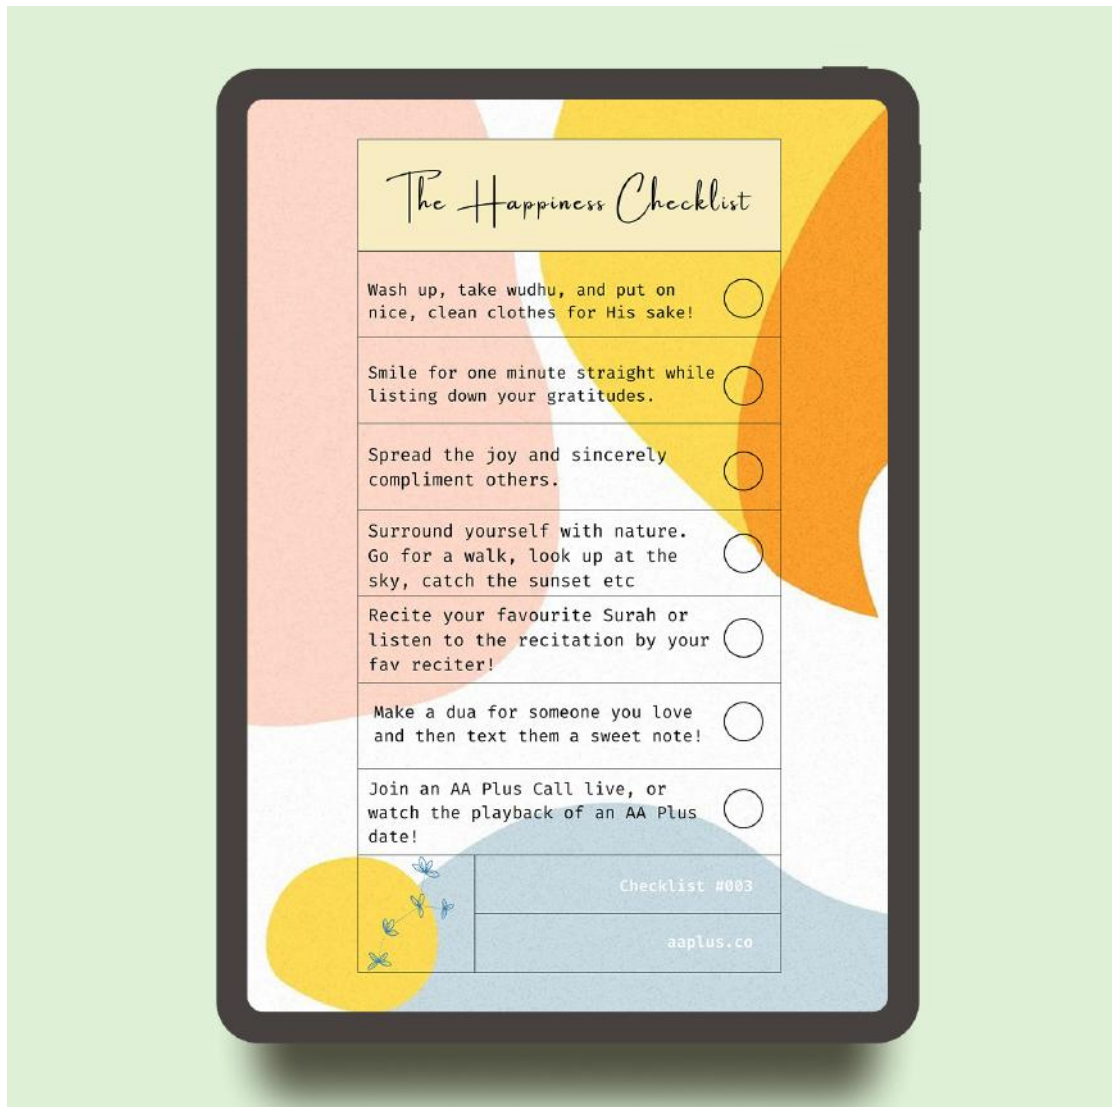 The Happiness Checklist
Wash up, take wudhu, and put on
nice, clean clothes for His sake!
Smile for one minute straight while
listing down your gratitudes.
Spread the joy and sincerely
compliment others.
Surround yourself with nature.
Go for a walk, look up at the
sky, catch the sunset etc
Recite your favourite Surah or
listen to the recitation by your
fav reciter!
Make a dua for someone you love
and then text them a sweet note!
Join an AA Plus Call live, or
watch the playback of an AA Plus
date!
Checklist #003
aaplus.co